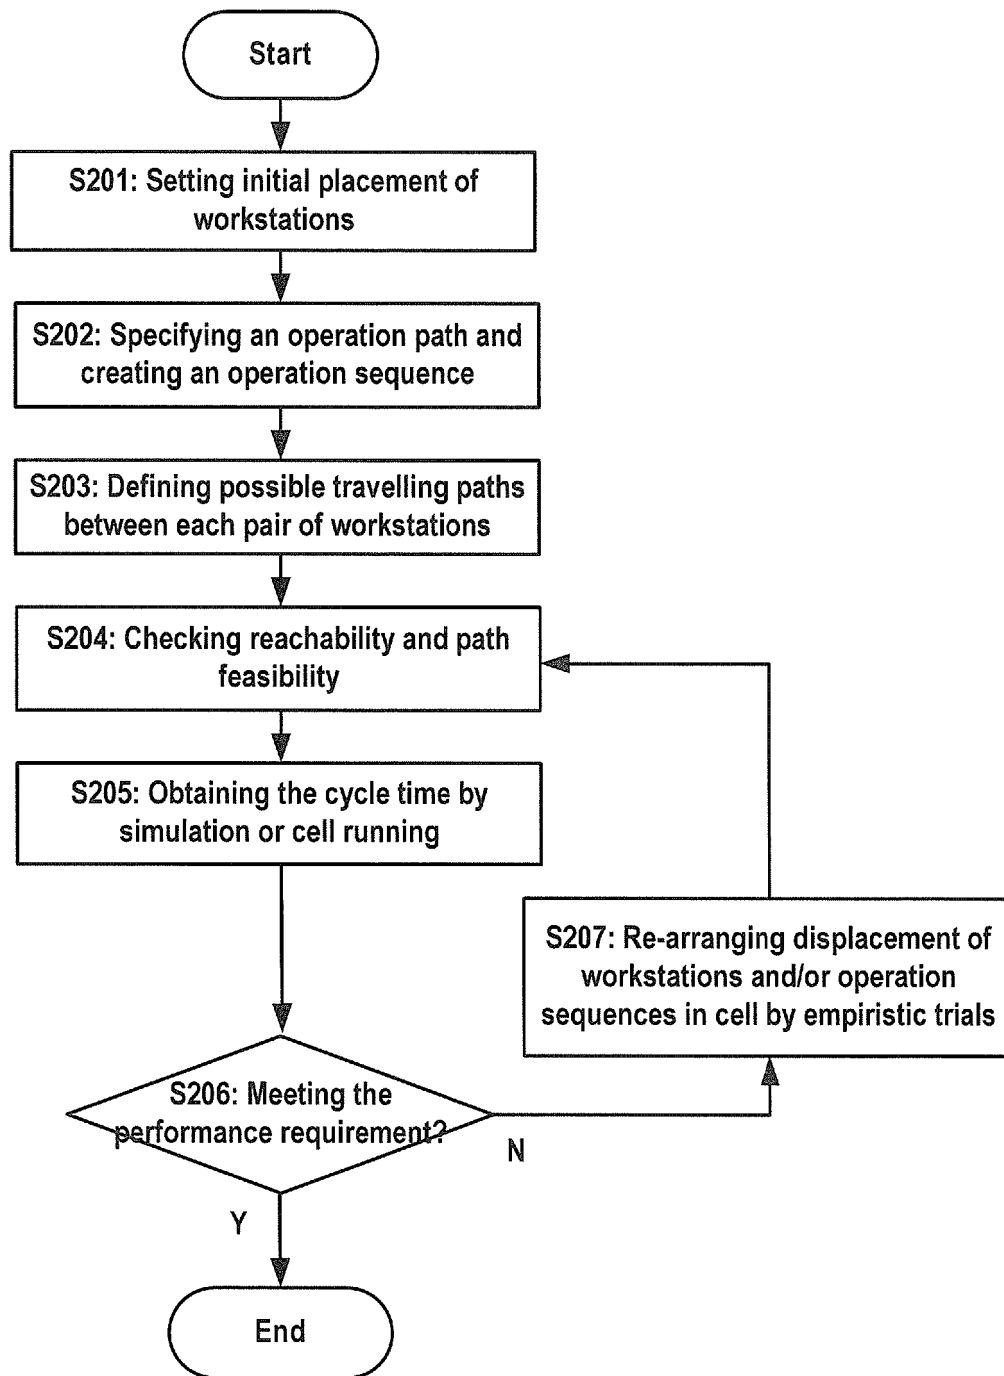 Start
S201: Setting initial placement of
workstations
S202: Specifying an operation path and
creating an operation sequence
S203: Defining possible travelling paths
between each pair of workstations
S204: Checking reachability and path
feasibility
S205: Obtaining the cycle time by
simulation or cell running
S207: Re-arranging displacement of
workstations and/or operation
sequences in cell by empiristic trials
S206: Meeting the
performance requirement?
N
Y
End